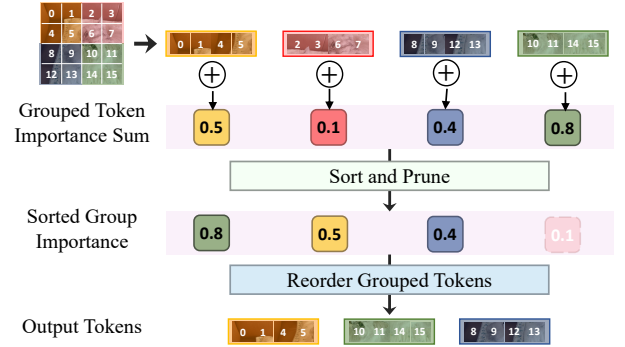 0 1 2 3
4 5 6 7
8 9 10 11
12 13 14 15
0 1 4 5
2 3 6 7
8 9 12 13
10 11 14 15
Grouped Token
Importance Sum
0.5 0.1 0.4 0.8
Sort and Prune
Sorted Group
Importance
0.8 0.5 0.4 0.1
Reorder Grouped Tokens
Output Tokens
0 1 4 5
10 11 14 15
8 9 12 13